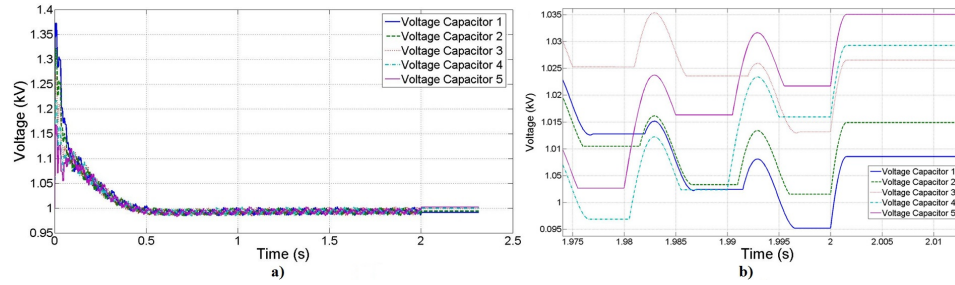 1.4
1.35
1.3
1.25
1.2
1.15
1.1
1.05
1
0.95
Voltage (kV)
0
0.5
1
1.5
2
2.5
Time (s)
Voltage Capacitor 1
Voltage Capacitor 2
Voltage Capacitor 3
Voltage Capacitor 4
Voltage Capacitor 5
a)
1.035
1.03
1.025
1.02
1.015
1.01
1.005
1
0.095
Voltage (kV)
1.975
1.98
1.985
1.99
1.995
2
2.005
2.01
Time (s)
Voltage Capacitor 1
Voltage Capacitor 2
Voltage Capacitor 3
Voltage Capacitor 4
Voltage Capacitor 5
b)